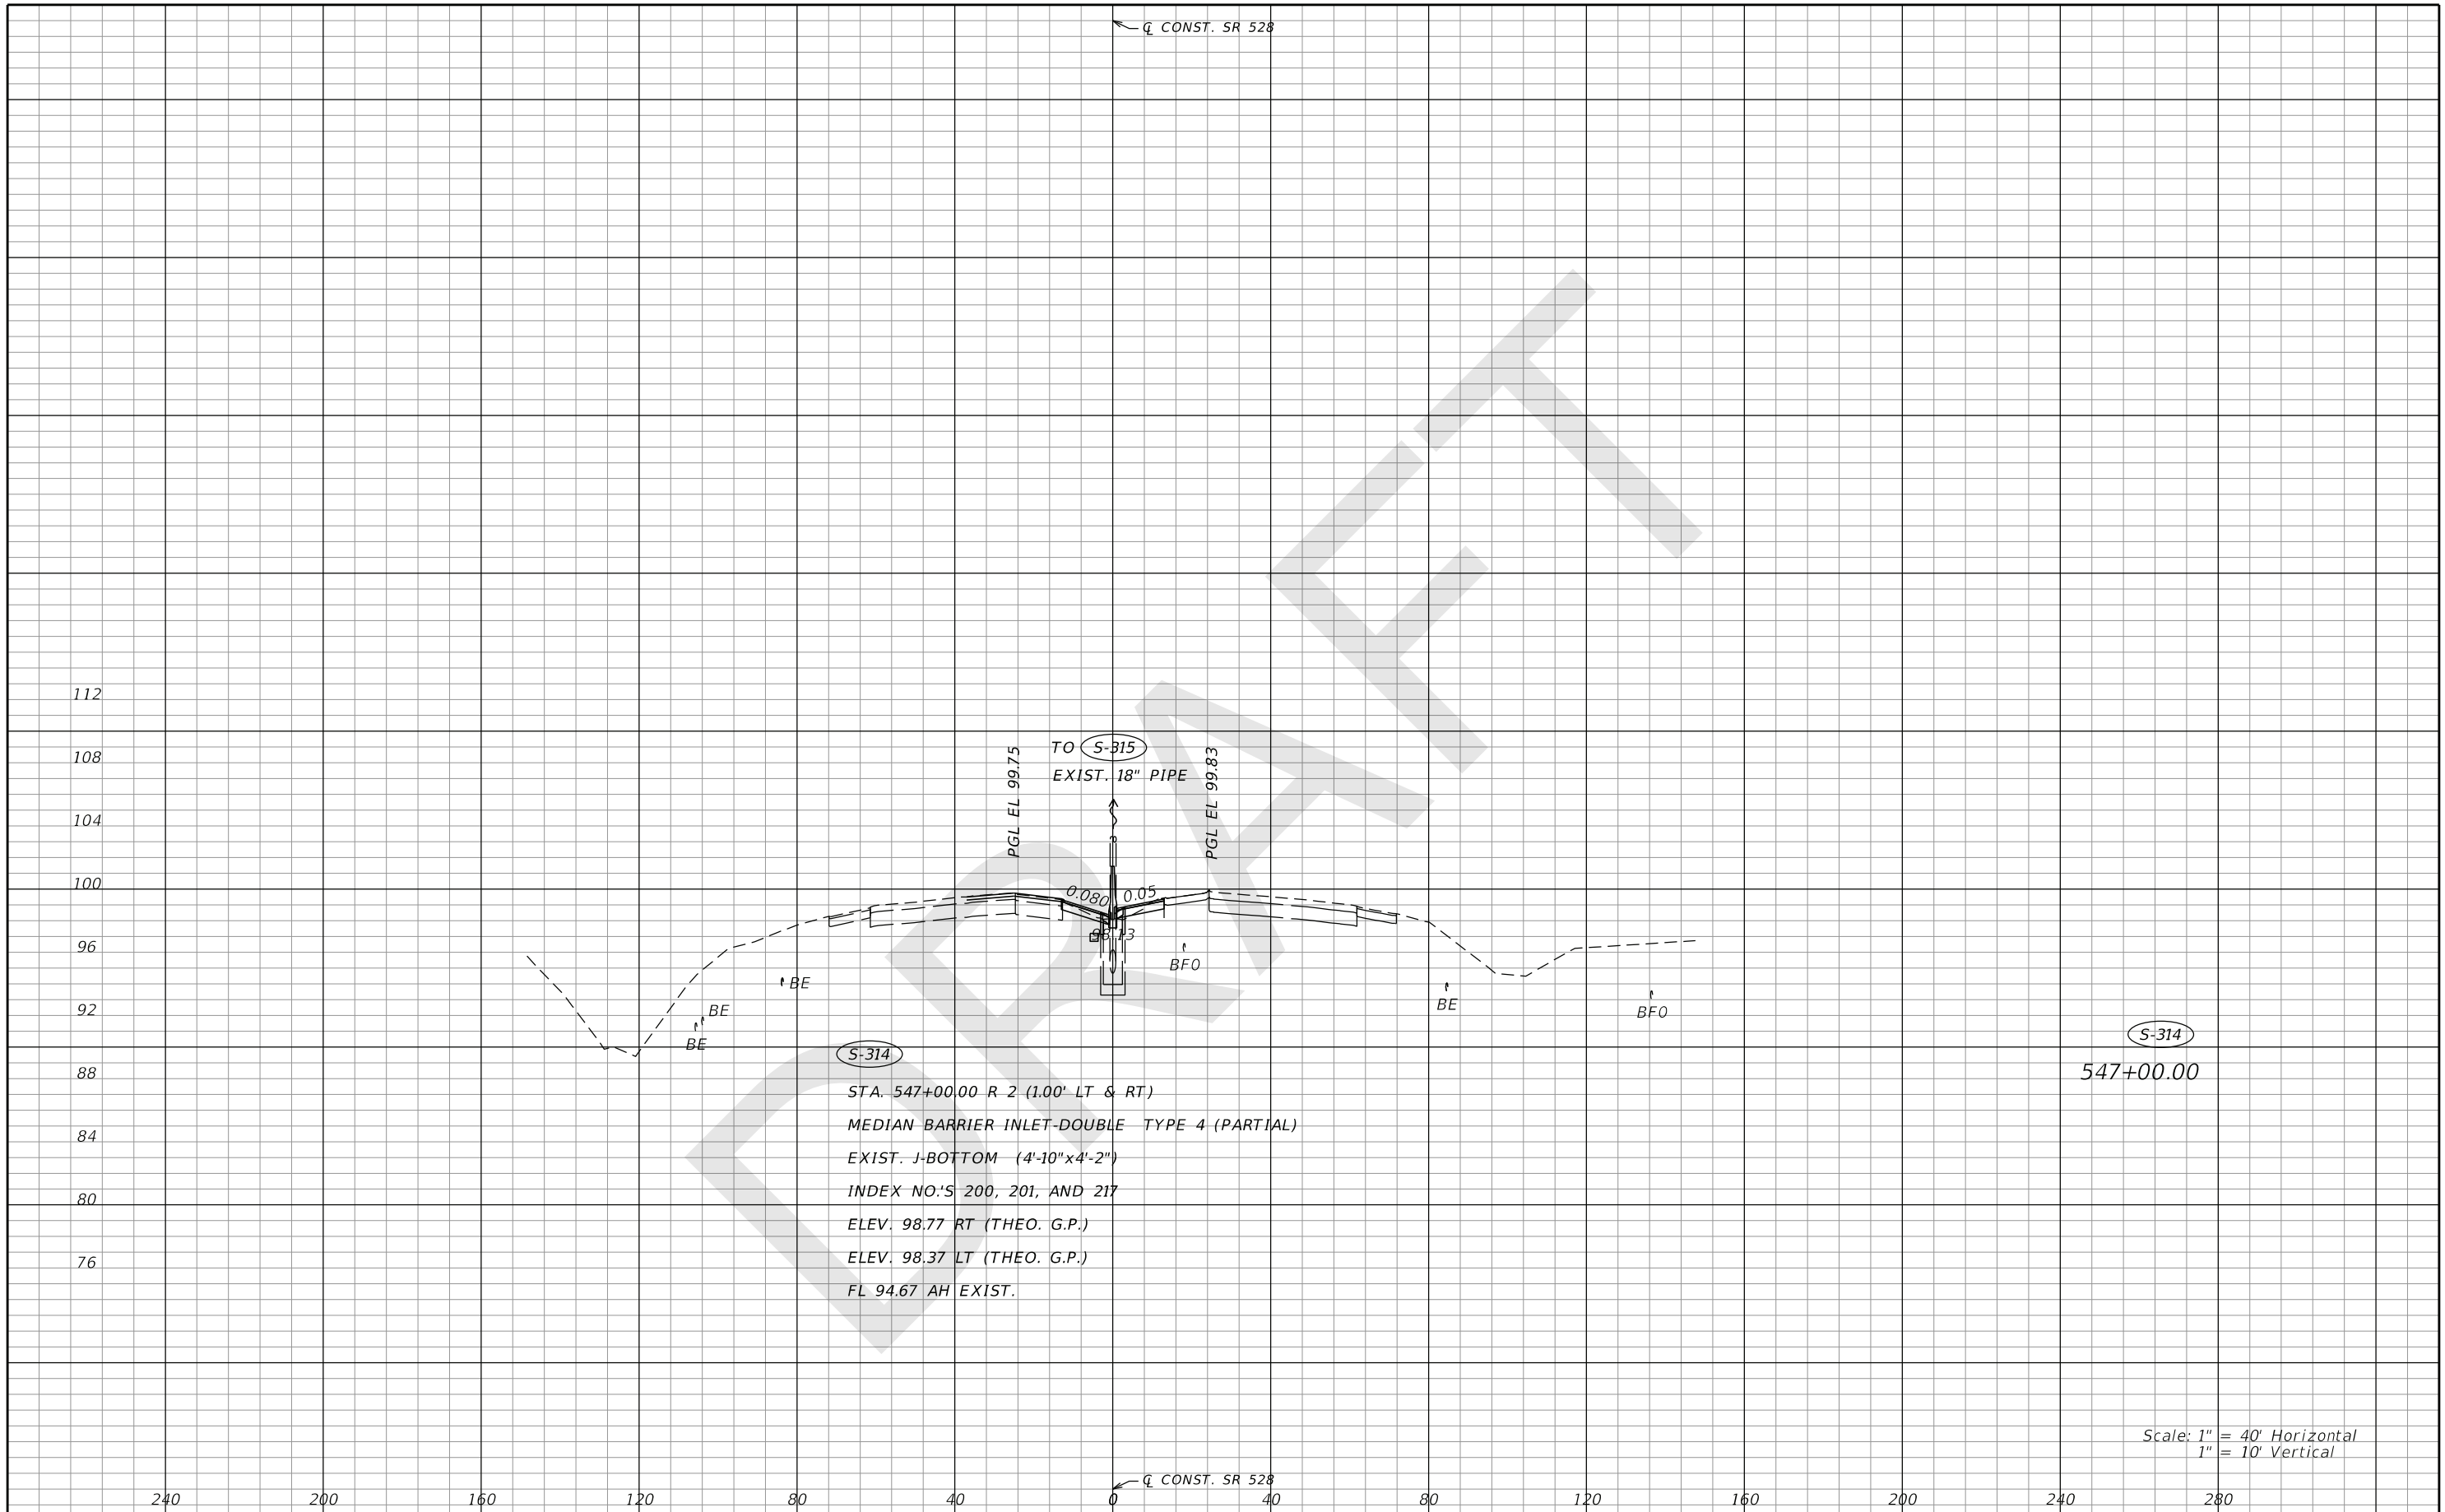 ℄ CONST. SR 528
112
108
104
100
96
92
88
84
80
76
PGL EL 99.75
TO S-315
EXIST. 18" PIPE
PGL EL 99.83
0.080
0.05
98.13
BF0
BE
BE
BE
BE
BF0
S-314
STA. 547+00.00 R 2 (1.00' LT & RT)
MEDIAN BARRIER INLET-DOUBLE TYPE 4 (PARTIAL)
EXIST. J-BOTTOM (4'-10"x4'-2")
INDEX NO.'S 200, 201, AND 217
ELEV. 98.77 RT (THEO. G.P.)
ELEV. 98.37 LT (THEO. G.P.)
FL 94.67 AH EXIST.
S-314
547+00.00
DRAFT
Scale: 1" = 40' Horizontal
1" = 10' Vertical
℄ CONST. SR 528
240 200 160 120 80 40 0 40 80 120 160 200 240 280